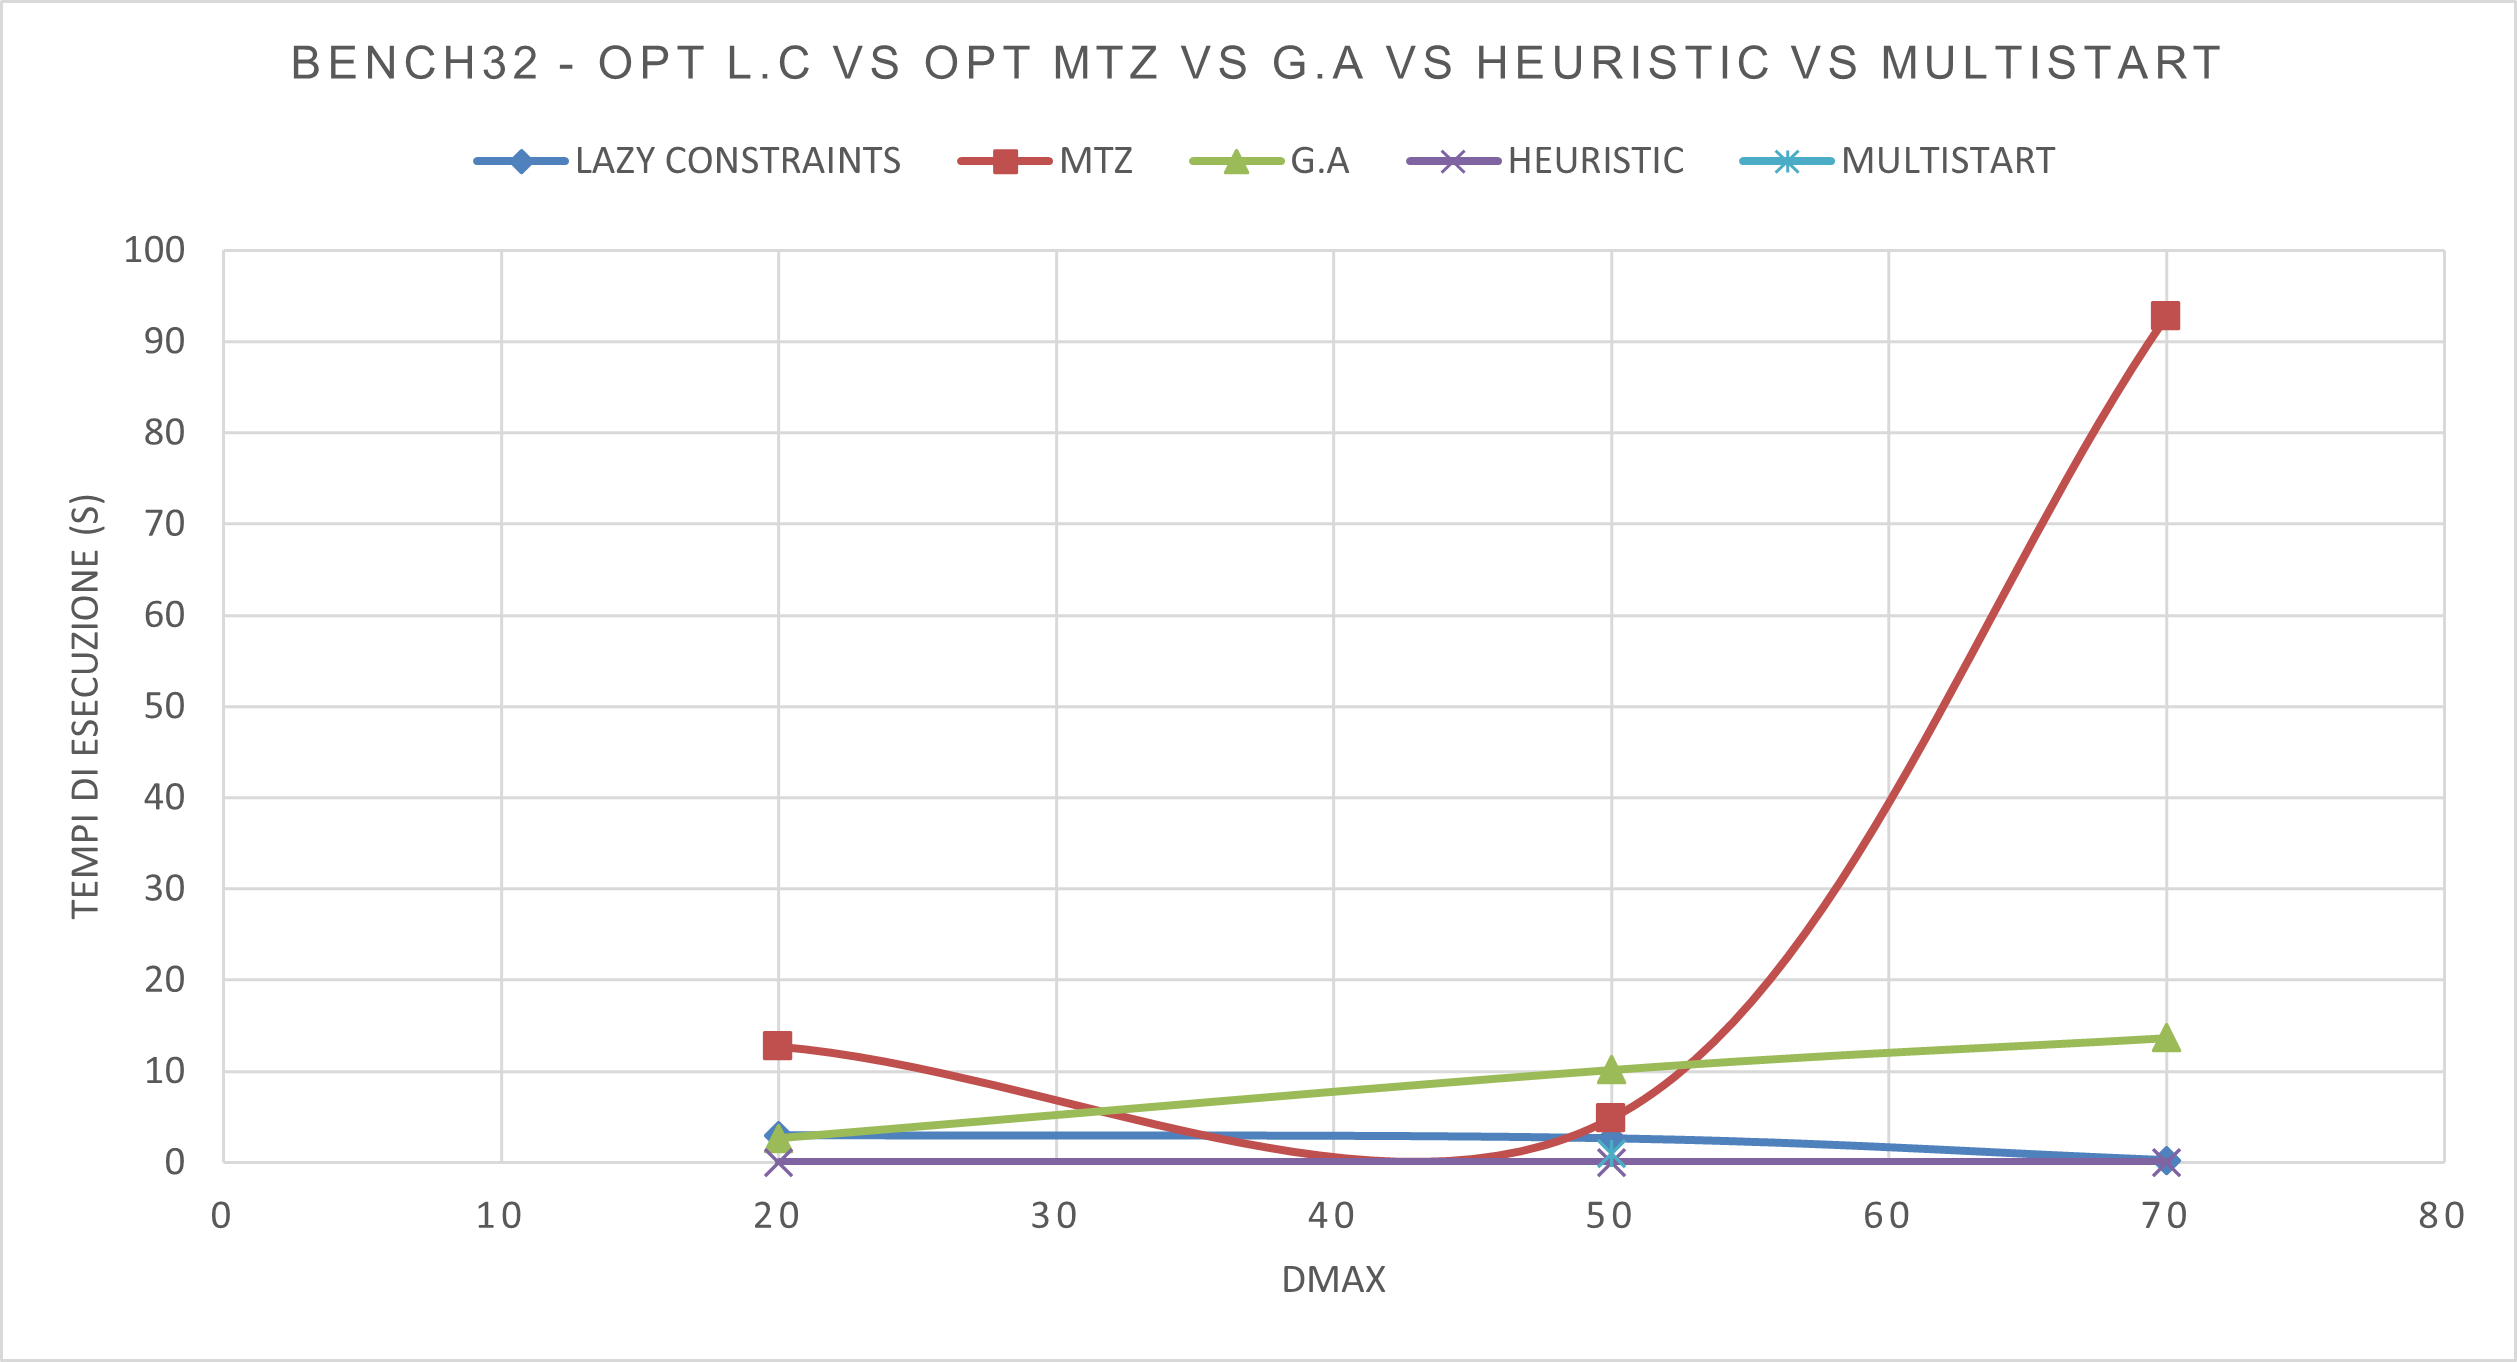 BENCH32 - OPT L.C VS OPT MTZ VS G.A VS HEURISTIC VS MULTISTART
LAZY CONSTRAINTS MTZ G.A HEURISTIC MULTISTART
100
90
80
70
60
50
40
30
20
10
0
TEMPI DI ESECUZIONE (S)
0 10 20 30 40 50 60 70 80
DMAX